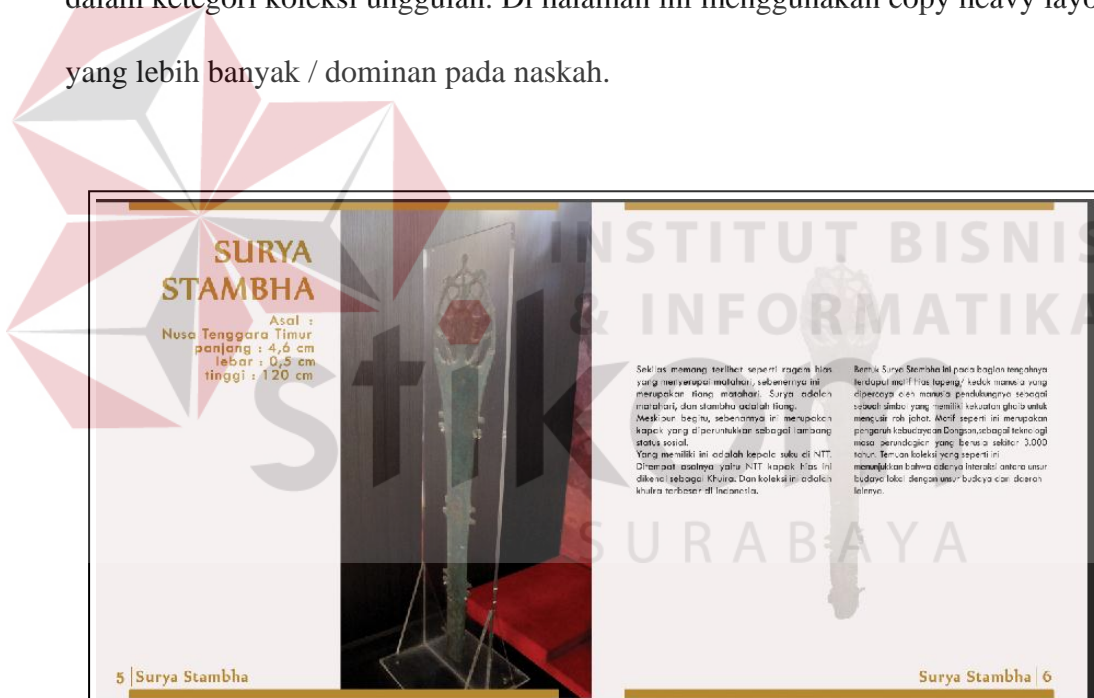 dalam ketegori koleksi unggulan. Di halaman ini menggunakan copy heavy layo
yang lebih banyak / dominan pada naskah.
INSTITUT BISNIS
& INFORMATIKA
stikom
SURABAYA
SURYA
STAMBHA
Asal :
Nusa Tenggara Timur
panjang : 4,6 cm
lebar : 0,5 cm
tinggi : 120 cm
Sekilas memang terlihat seperti ragam hias
yang menyerupai matahari, sebenernya ini
merupakan tiang matahari. Surya adalah
matahari, dan stambha adalah tiang.
Meskipun begitu, sebenarnya ini merupakan
kapak yang diperuntukkan sebagai lambang
status sosial.
Yang memiliki ini adalah kepala suku di NTT.
Ditempat asalnya yaitu NTT kapak hias ini
dikenal sebagai Khuira. Dan koleksi ini adalah
khuira terbesar di Indonesia.
Bentuk Surya Stambha ini pada bagian tengahnya
terdapat motif hias topeng/ kedok manusia yang
dipercaya oleh manusia pendukungnya sebagai
sebuah simbol yang memiliki kekuatan ghaib untuk
mengusir roh jahat. Motif seperti ini merupakan
pengaruh kebudayaan Dongson,sebagai teknologi
masa perundagian yang berusia sekitar 3.000
tahun. Temuan koleksi yang seperti ini
menunjukkan bahwa adanya interaksi antara unsur
budaya lokal dengan unsur budaya dari daerah
lainnya.
5 | Surya Stambha
Surya Stambha | 6